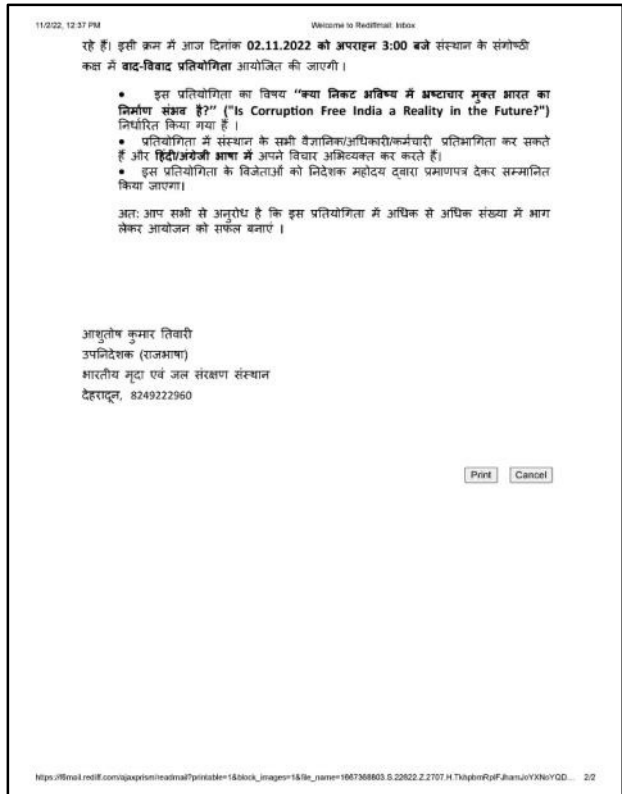 11/2/22, 12:37 PM Welcome to Rediffmail: Inbox
रहे हैं। इसी क्रम में आज दिनांक 02.11.2022 को अपराहन 3:00 बजे संस्थान के संगोष्ठी
कक्ष में वाद-विवाद प्रतियोगिता आयोजित की जाएगी।
• इस प्रतियोगिता का विषय “क्या निकट भविष्य में भ्रष्टाचार मुक्त भारत का
निर्माण संभव है?” ("Is Corruption Free India a Reality in the Future?")
निर्धारित किया गया है ।
• प्रतियोगिता में संस्थान के सभी वैज्ञानिक/अधिकारी/कर्मचारी प्रतिभागिता कर सकते
हैं और हिंदी/अंग्रेजी भाषा में अपने विचार अभिव्यक्त कर करते हैं।
• इस प्रतियोगिता के विजेताओं को निदेशक महोदय द्वारा प्रमाणपत्र देकर सम्मानित
किया जाएगा।
अत: आप सभी से अनुरोध है कि इस प्रतियोगिता में अधिक से अधिक संख्या में भाग
लेकर आयोजन को सफल बनाएं ।
आशुतोष कुमार तिवारी
उपनिदेशक (राजभाषा)
भारतीय मृदा एवं जल संरक्षण संस्थान
देहरादून, 8249222960
Print Cancel
2/2